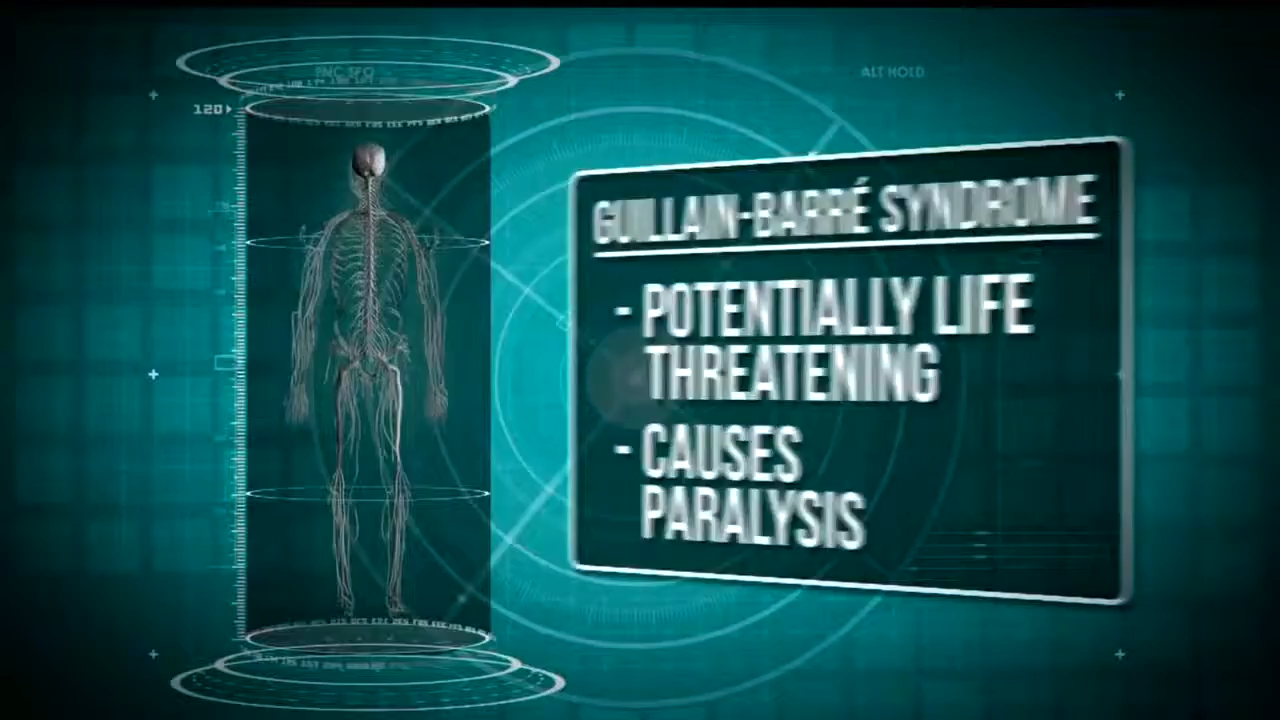 ALT HOLD
120
GUILLAIN-BARRÉ SYNDROME
- POTENTIALLY LIFE
THREATENING
- CAUSES
PARALYSIS